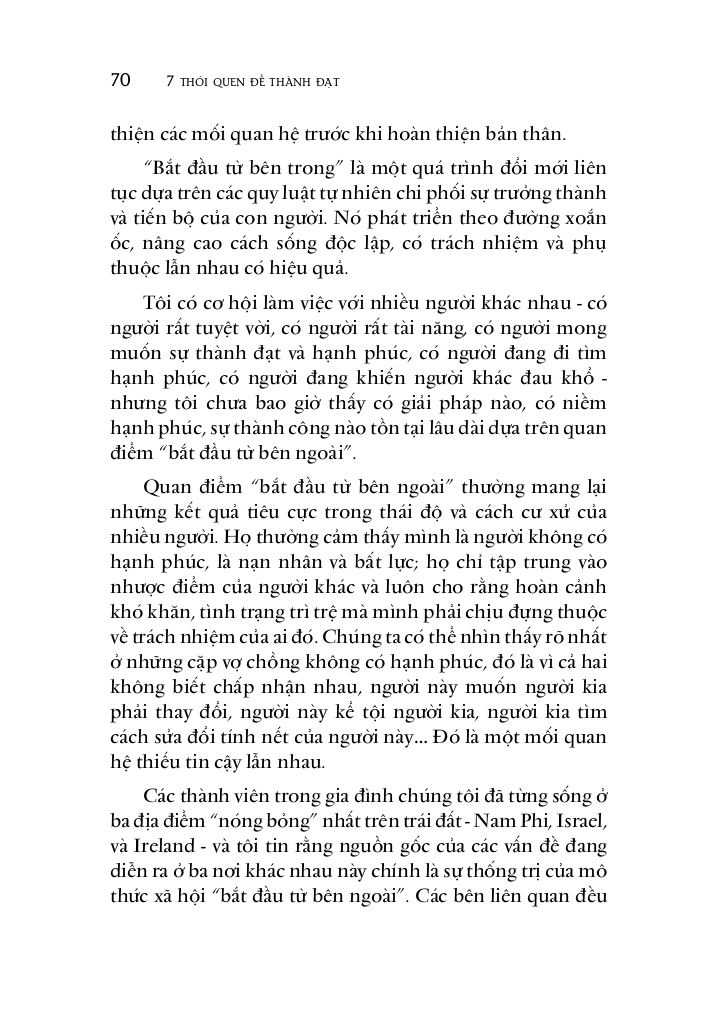 70 7 THÓI QUEN ĐỂ THÀNH ĐẠT
thiện các mối quan hệ trước khi hoàn thiện bản thân.
“Bắt đầu từ bên trong” là một quá trình đổi mới liên
tục dựa trên các quy luật tự nhiên chi phối sự trưởng thành
và tiến bộ của con người. Nó phát triển theo đường xoắn
ốc, nâng cao cách sống độc lập, có trách nhiệm và phụ
thuộc lẫn nhau có hiệu quả.
Tôi có cơ hội làm việc với nhiều người khác nhau - có
người rất tuyệt vời, có người rất tài năng, có người mong
muốn sự thành đạt và hạnh phúc, có người đang đi tìm
hạnh phúc, có người đang khiến người khác đau khổ -
nhưng tôi chưa bao giờ thấy có giải pháp nào, có niềm
hạnh phúc, sự thành công nào tồn tại lâu dài dựa trên quan
điểm “bắt đầu từ bên ngoài”.
Quan điểm “bắt đầu từ bên ngoài” thường mang lại
những kết quả tiêu cực trong thái độ và cách cư xử của
nhiều người. Họ thường cảm thấy mình là người không có
hạnh phúc, là nạn nhân và bất lực; họ chỉ tập trung vào
nhược điểm của người khác và luôn cho rằng hoàn cảnh
khó khăn, tình trạng trì trệ mà mình phải chịu đựng thuộc
về trách nhiệm của ai đó. Chúng ta có thể nhìn thấy rõ nhất
ở những cặp vợ chồng không có hạnh phúc, đó là vì cả hai
không biết chấp nhận nhau, người này muốn người kia
phải thay đổi, người này kể tội người kia, người kia tìm
cách sửa đổi tính nết của người này... Đó là một mối quan
hệ thiếu tin cậy lẫn nhau.
Các thành viên trong gia đình chúng tôi đã từng sống ở
ba địa điểm “nóng bỏng” nhất trên trái đất - Nam Phi, Israel,
và Ireland - và tôi tin rằng nguồn gốc của các vấn đề đang
diễn ra ở ba nơi khác nhau này chính là sự thống trị của mô
thức xã hội “bắt đầu từ bên ngoài”. Các bên liên quan đều